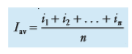 I_av = (i_1 + i_2 + . . . + i_n) / n